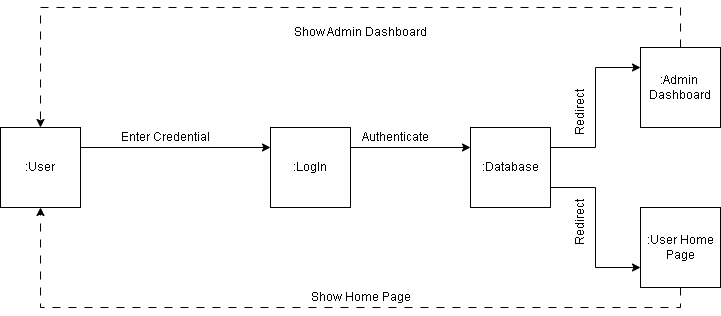 Show Admin Dashboard
:Admin
Dashboard
Redirect
Enter Credential
Authenticate
:User
:LogIn
:Database
Redirect
:User Home
Page
Show Home Page